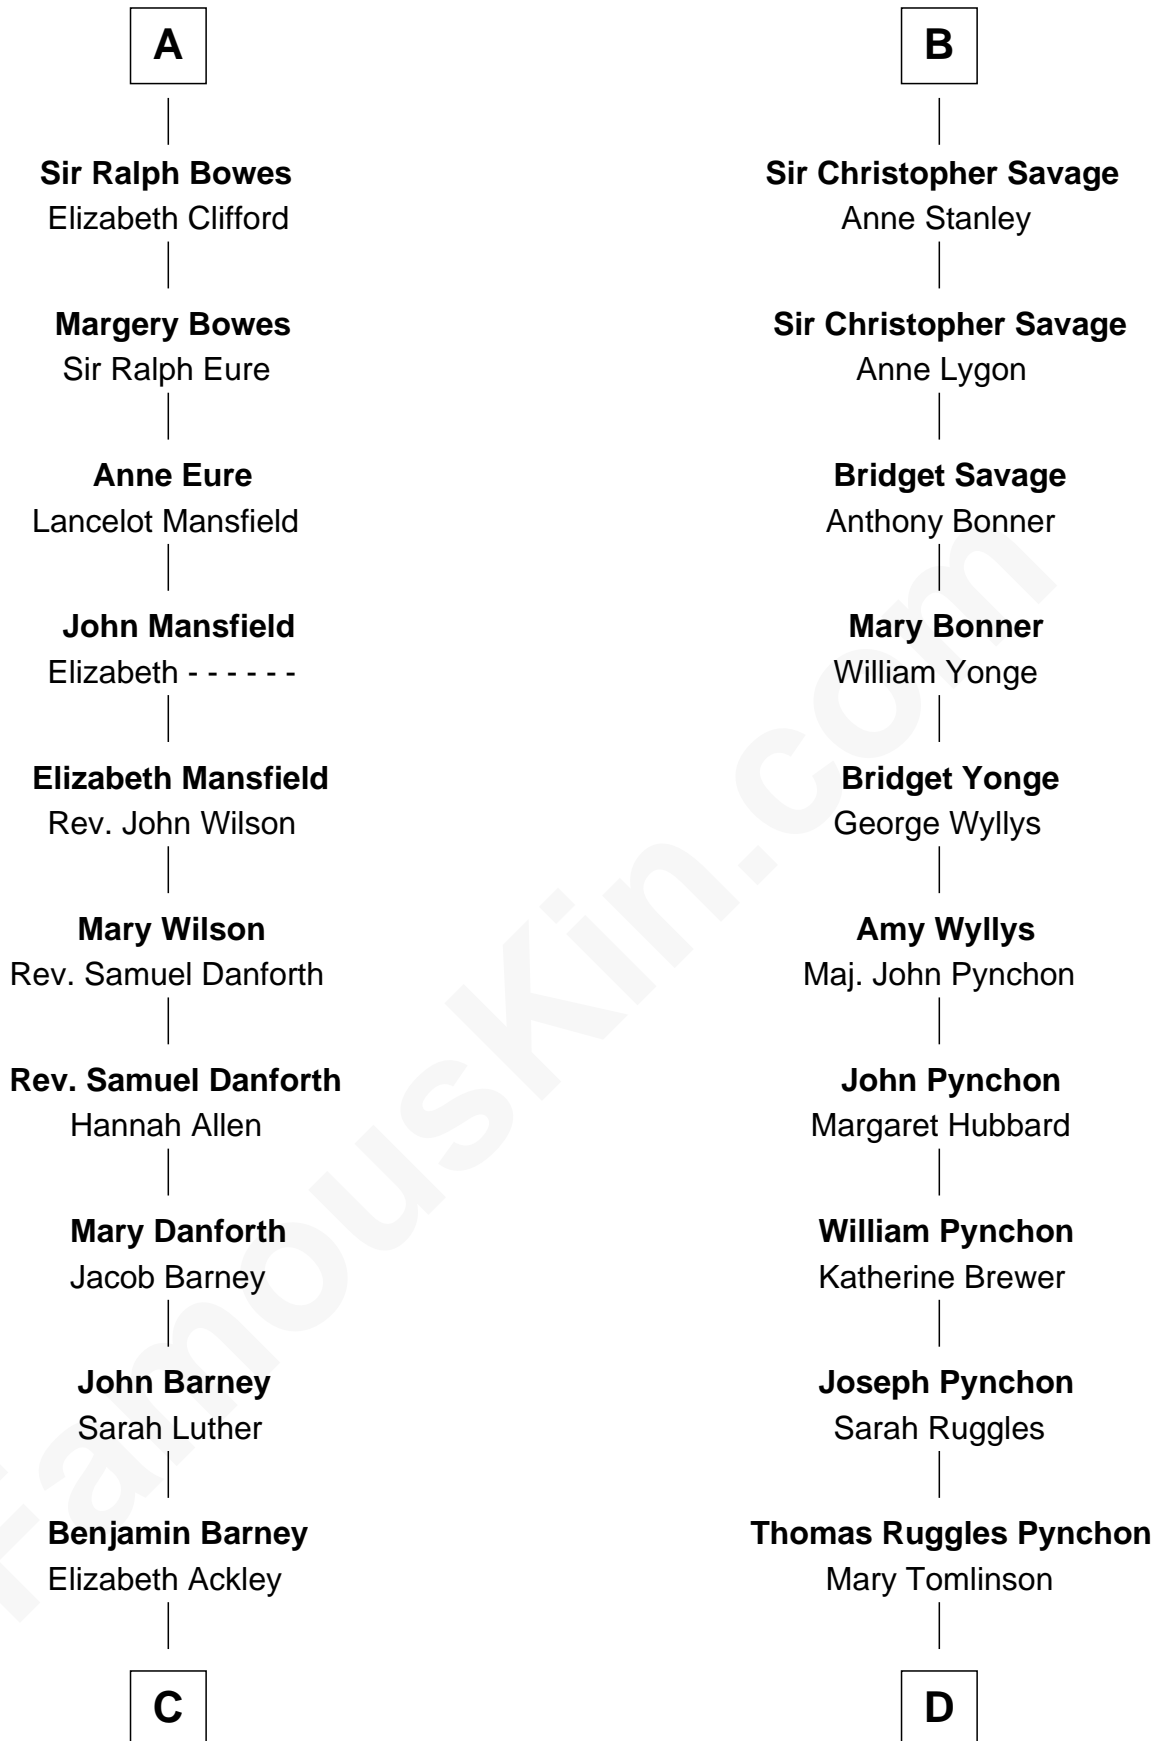 A
Sir Ralph Bowes
Elizabeth Clifford
Margery Bowes
Sir Ralph Eure
Anne Eure
Lancelot Mansfield
John Mansfield
Elizabeth - - - - - -
Elizabeth Mansfield
Rev. John Wilson
Mary Wilson
Rev. Samuel Danforth
Rev. Samuel Danforth
Hannah Allen
Mary Danforth
Jacob Barney
John Barney
Sarah Luther
Benjamin Barney
Elizabeth Ackley
C
B
Sir Christopher Savage
Anne Stanley
Sir Christopher Savage
Anne Lygon
Bridget Savage
Anthony Bonner
Mary Bonner
William Yonge
Bridget Yonge
George Wyllys
Amy Wyllys
Maj. John Pynchon
John Pynchon
Margaret Hubbard
William Pynchon
Katherine Brewer
Joseph Pynchon
Sarah Ruggles
Thomas Ruggles Pynchon
Mary Tomlinson
D
FamousKin.com